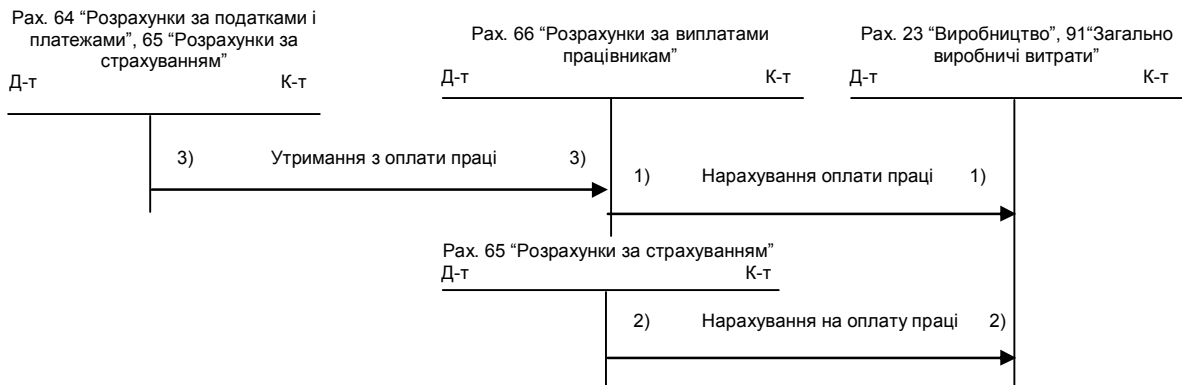 Рах. 64 “Розрахунки за податками і
платежами”, 65 “Розрахунки за
страхуванням”
Д-т К-т
Рах. 66 “Розрахунки за виплатами
працівникам”
Д-т К-т
Рах. 23 “Виробництво”, 91“Загально
виробничі витрати”
Д-т К-т
3) Утримання з оплати праці 3)
1) Нарахування оплати праці 1)
Рах. 65 “Розрахунки за страхуванням”
Д-т К-т
2) Нарахування на оплату праці 2)